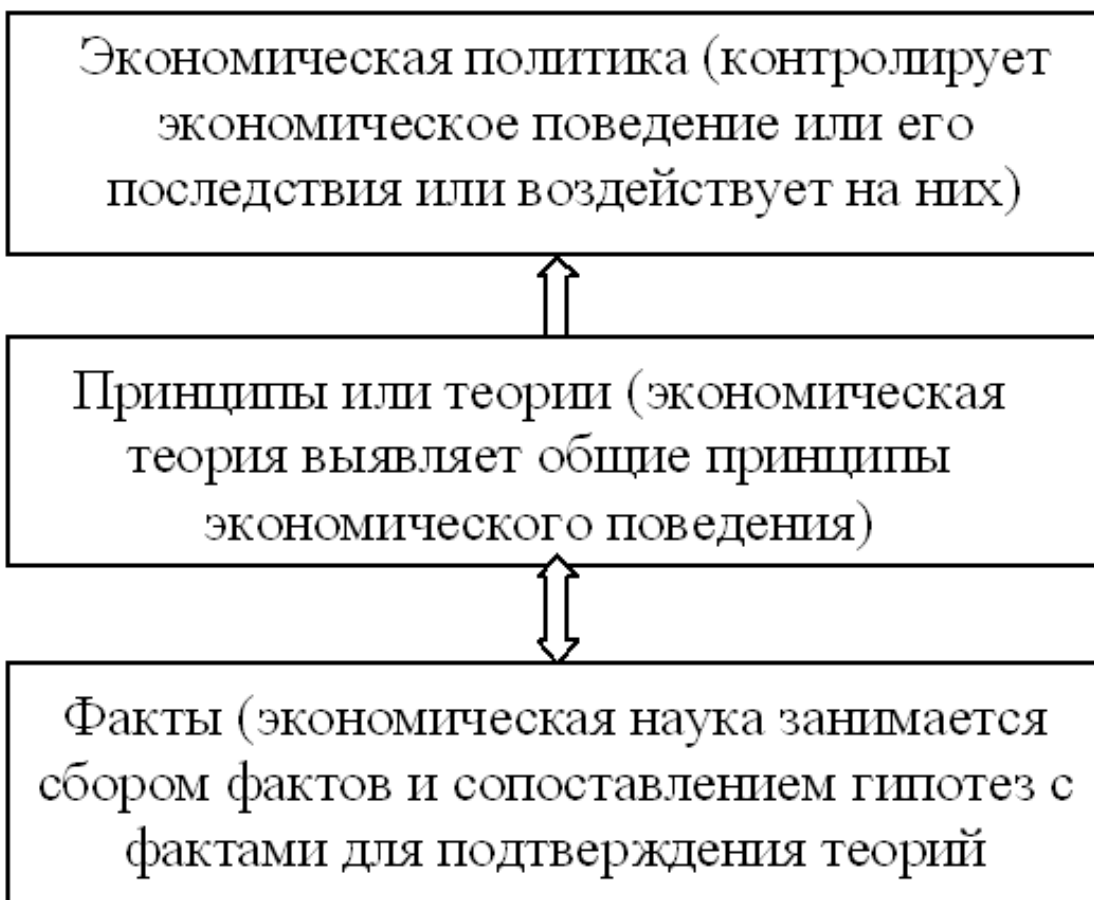 Экономическая политика (контролирует
экономическое поведение или его
последствия или воздействует на них)
Принципы или теории (экономическая
теория выявляет общие принципы
экономического поведения)
Факты (экономическая наука занимается
сбором фактов и сопоставлением гипотез с
фактами для подтверждения теорий